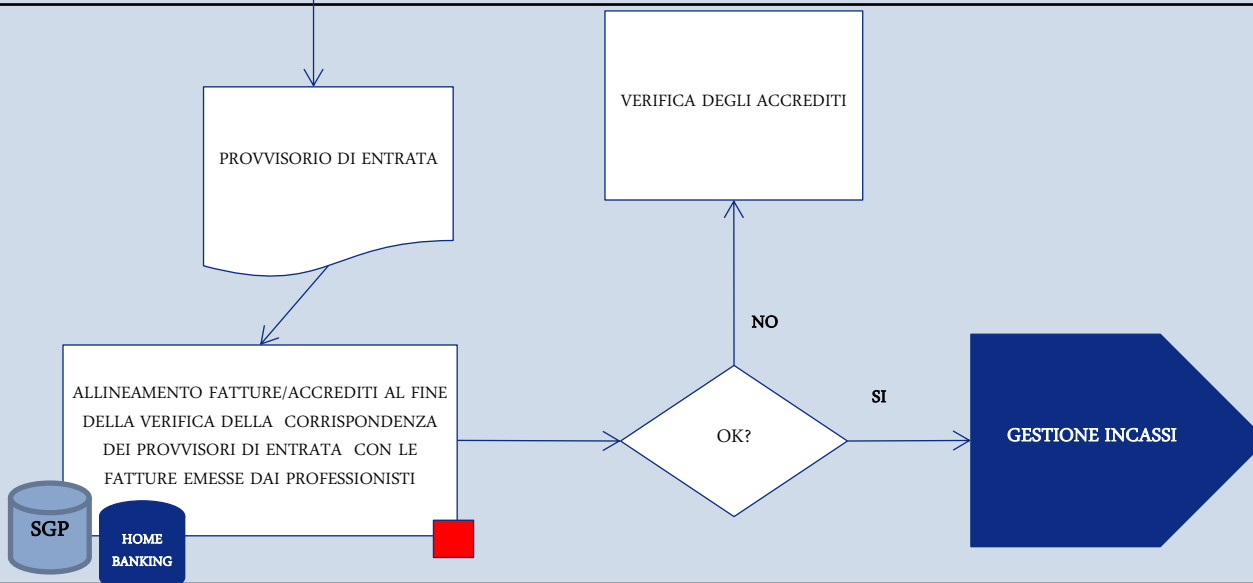 PROVVISORIO DI ENTRATA
VERIFICA DEGLI ACCREDITI
ALLINEAMENTO FATTURE/ACCREDITI AL FINE
DELLA VERIFICA DELLA CORRISPONDENZA
DEI PROVVISORI DI ENTRATA CON LE
FATTURE EMESSE DAI PROFESSIONISTI
SGP
HOME
BANKING
OK?
NO
SI
GESTIONE INCASSI